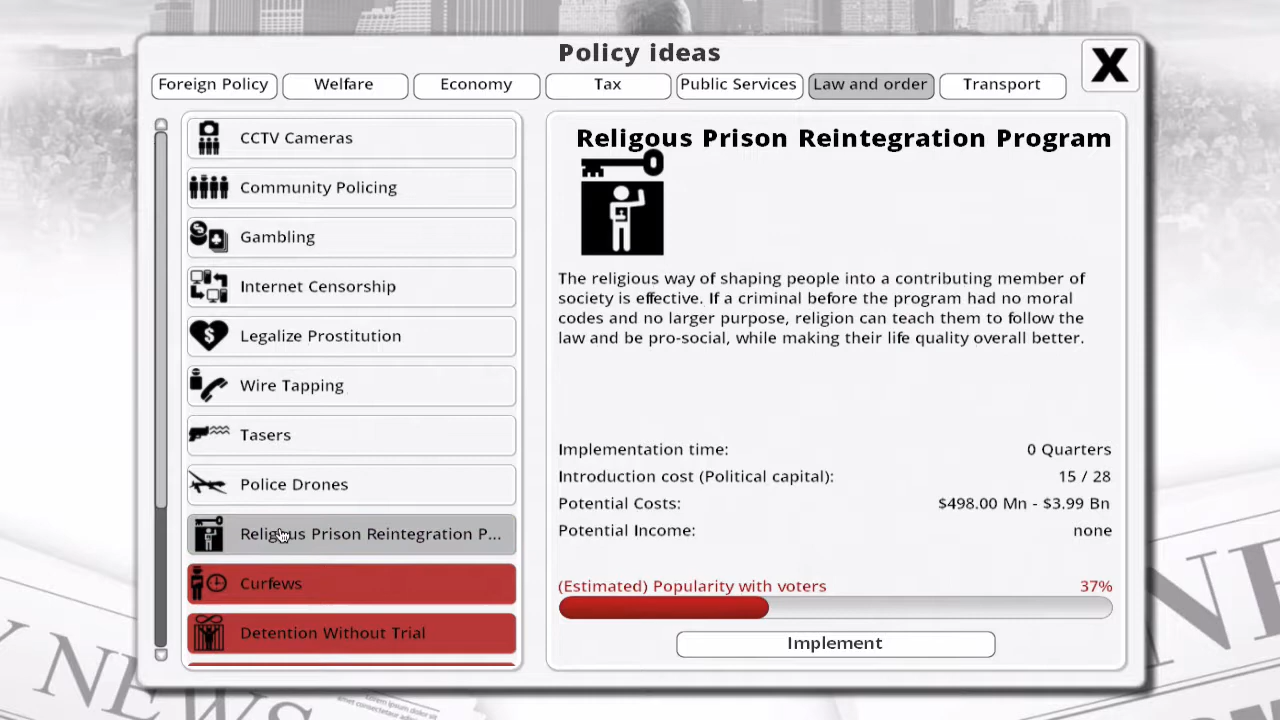 Policy ideas
X
Foreign Policy
Welfare
Economy
Tax
Public Services
Law and order
Transport
CCTV Cameras
Community Policing
Gambling
Internet Censorship
Legalize Prostitution
Wire Tapping
Tasers
Police Drones
Religous Prison Reintegration P...
Curfews
Detention Without Trial
Religous Prison Reintegration Program
The religious way of shaping people into a contributing member of
society is effective. If a criminal before the program had no moral
codes and no larger purpose, religion can teach them to follow the
law and be pro-social, while making their life quality overall better.
Implementation time: 0 Quarters
Introduction cost (Political capital): 15 / 28
Potential Costs: $498.00 Mn - $3.99 Bn
Potential Income: none
(Estimated) Popularity with voters 37%
Implement
NEWS